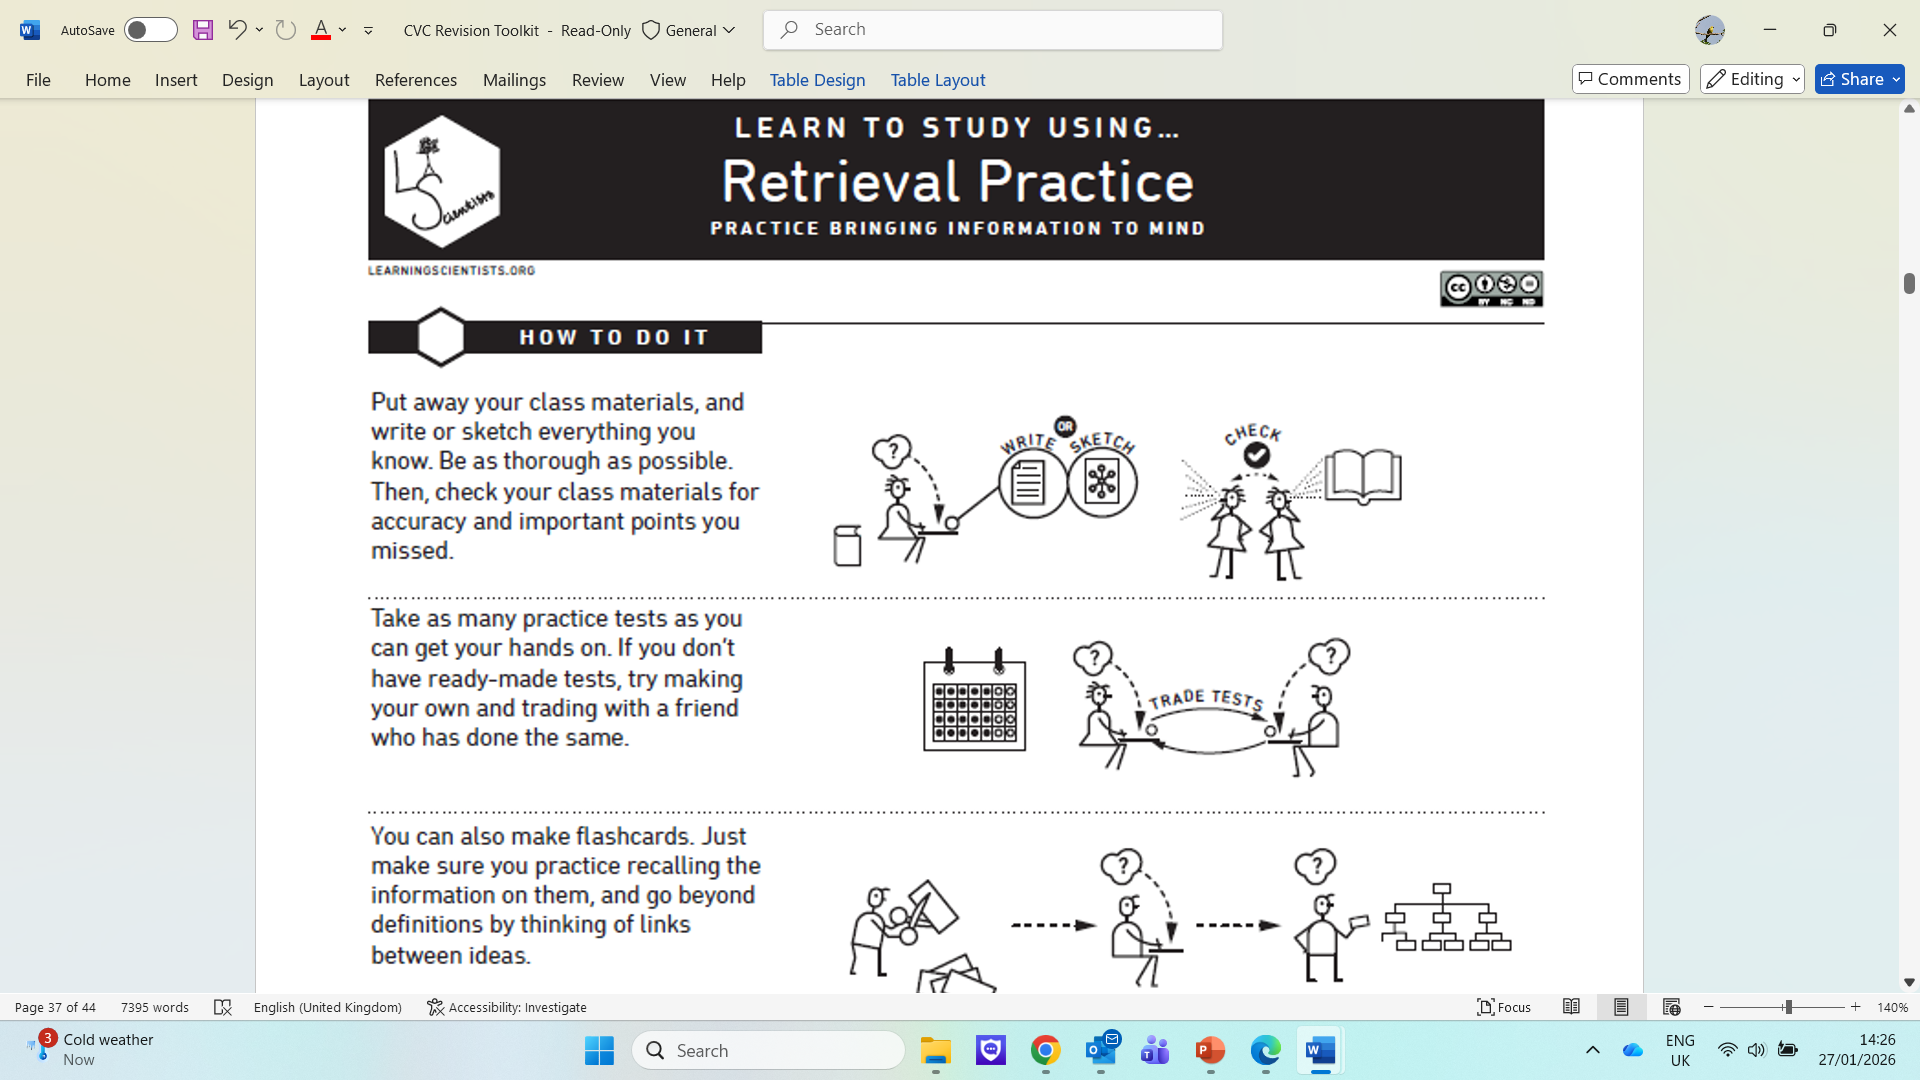 AutoSave
CVC Revision Toolkit - Read-Only
General
Search
File Home Insert Design Layout References Mailings Review View Help Table Design Table Layout
Comments
Editing
Share
LEARN TO STUDY USING...
Retrieval Practice
PRACTICE BRINGING INFORMATION TO MIND
LS
Scientists
LEARNINGSCIENTISTS.ORG
cc
BY NC ND
HOW TO DO IT
Put away your class materials, and
write or sketch everything you
know. Be as thorough as possible.
Then, check your class materials for
accuracy and important points you
missed.
?
WRITE OR SKETCH
CHECK
Take as many practice tests as you
can get your hands on. If you don't
have ready-made tests, try making
your own and trading with a friend
who has done the same.
?
?
TRADE TESTS
You can also make flashcards. Just
make sure you practice recalling the
information on them, and go beyond
definitions by thinking of links
between ideas.
?
?
Page 37 of 44
7395 words
English (United Kingdom)
Accessibility: Investigate
Focus
140%
3
Cold weather
Now
Search
ENG
UK
14:26
27/01/2026